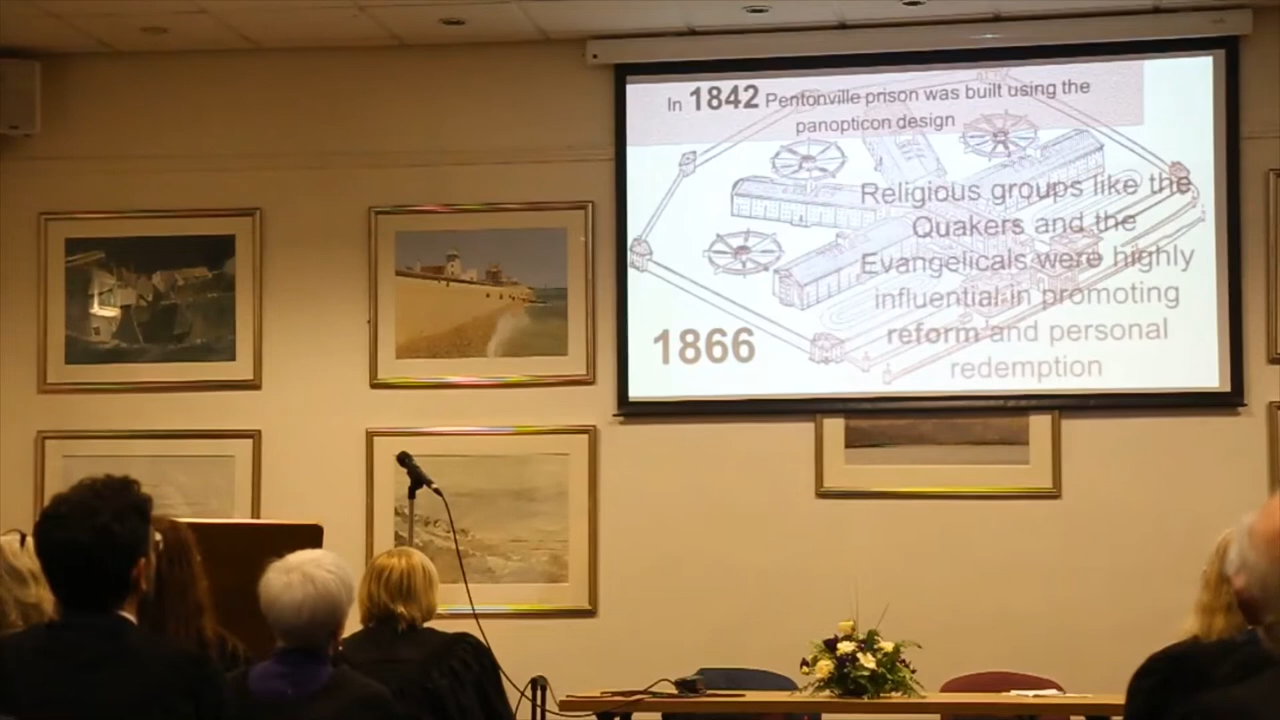 In 1842 Pentonville prison was built using the
panopticon design
Religious groups like the
Quakers and the
Evangelicals were highly
influential in promoting
reform and personal
redemption
1866